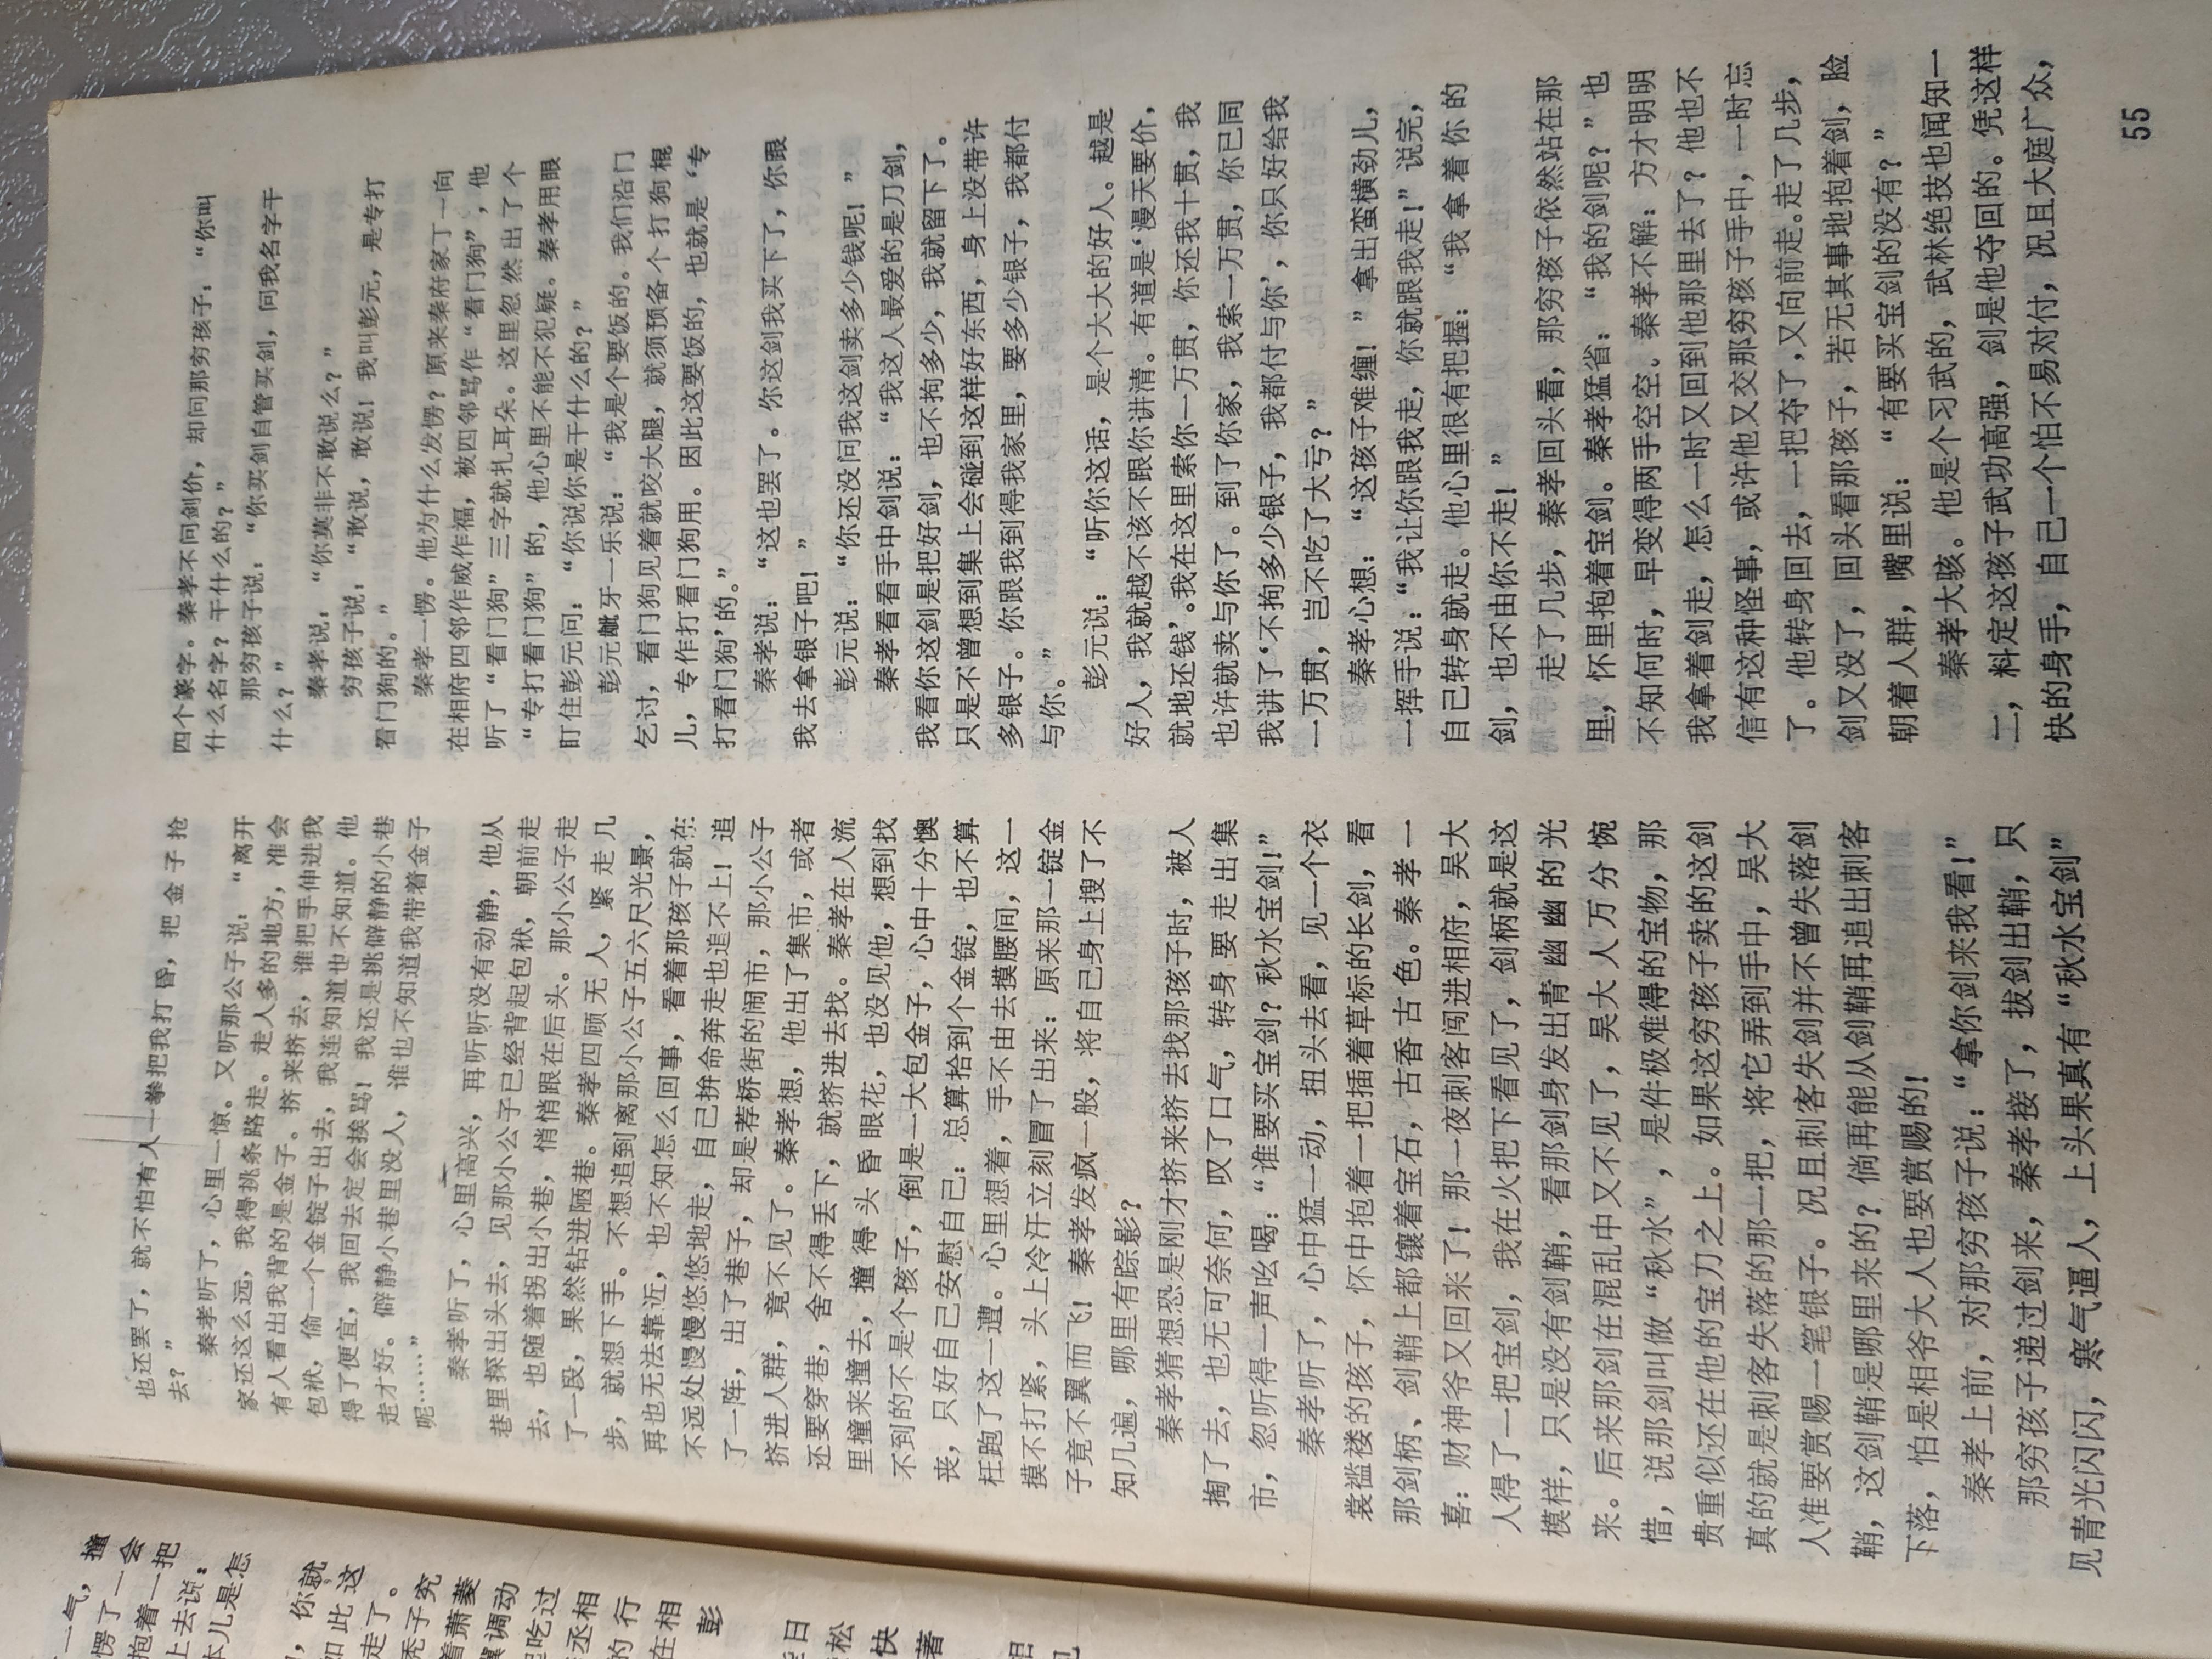 一气，撞
愣了一会
抱着一把
上去说：
本儿是怎
，你就
如此这
走了。
秃子究
调动
吃过
丞相
的行
在相
彭
日
松
快
著
也还罢了，就不怕有人一拳把我打昏，把金子抢
去？”
秦孝听了，心里一惊。又听那公子说：“离开
家还这么远，我得挑条路走。走人多的地方，准会
有人看出我背的是金子。挤来挤去，谁把手伸进我
包袱，偷一个金锭子出去，我连知道也不知道。他
得了便宜，我回去定会挨骂！我还是挑僻静的小巷
走才好。僻静小巷里没人，谁也不知道我带着金子
呢……”
秦孝听了，心里高兴，再听听没有动静，他从
巷里探出头去，见那小公子已经背起包袱，朝前走
去，也随着拐出小巷，悄悄跟在后头。那小公子走
了一段，果然钻进陋巷。秦孝四顾无人，紧走几
步，就想下手。不想追到离那小公子五六尺光景，
再也无法靠近，也不知怎么回事，看着那孩子就在
不远处慢慢悠悠地走，自己拚命奔走也追不上！追
了一阵，出了巷子，却是荐桥街的闹市，那小公子
挤进人群，竟不见了。秦孝想，他出了集市，或者
还要穿巷，舍不得丢下，就挤进去找。秦孝在人流
里撞来撞去，撞得头昏眼花，也没见他，想到找
不到的不是个孩子，倒是一大包金子，心中十分懊
丧，只好自己安慰自己：总算拾到个金锭，也不算
枉跑了这一遭。心里想着，手不由去摸腰间，这一
摸不打紧，头上冷汗立刻冒了出来：原来那一锭金
子竟不翼而飞！秦孝发疯一般，将自己身上搜了不
知几遍，哪里有踪影？
秦孝猜想恐是刚才挤来挤去找那孩子时，被人
掏了去，也无可奈何，叹了口气，转身要走出集
市，忽听得一声吆喝：“谁要买宝剑？秋水宝剑！”
秦孝听了，心中猛一动，扭头去看，见一个衣
裳褴褛的孩子，怀中抱着一把插着草标的长剑，看
那剑柄、剑鞘上都镶着宝石，古香古色。秦孝一
喜：财神爷又回来了！那一夜刺客闯进相府，吴大
人得了一把宝剑，我在火把下看见了，剑柄就是这
模样，只是没有剑鞘，看那剑身发出青幽幽的光
来。后来那剑在混乱中又不见了，吴大人万分惋
惜，说那剑叫做“秋水”，是件极难得的宝物，那
贵重似还在他的宝刀之上。如果这穷孩子卖的这剑
真的就是刺客失落的那一把，将它弄到手中，吴大
人准要赏赐一笔银子。况且刺客失剑并不曾失落剑
鞘，这剑鞘是哪里来的？倘再能从剑鞘再追出刺客
下落，怕是相爷大人也要赏赐的！
秦孝上前，对那穷孩子说：“拿你剑来我看！”
那穷孩子递过剑来，秦孝接了，拔剑出鞘，只
见青光闪闪，寒气逼人，上头果真有“秋水宝剑”
四个篆字。秦孝不问剑价，却问那穷孩子：“你叫
什么名字？干什么的？”
那穷孩子说：“你买剑自管买剑，问我名字干
什么？”
秦孝说：“你莫非不敢说么？”
穷孩子说：“敢说，敢说！我叫彭元，是专打
看门狗的。”
秦孝一愣。他为什么发愣？原来秦府家丁一向
在相府四邻作威作福，被四邻骂作“看门狗”，他
听了“看门狗”三字就扎耳朵。这里忽然出了个
“专打看门狗”的，他心里不能不犯疑。秦孝用眼
盯住彭元问：“你说你是干什么的？”
彭元龇牙一乐说：“我是个要饭的。我们沿门
乞讨，看门狗见着就咬大腿，就须预备个打狗棍
儿，专作打看门狗用。因此这要饭的，也就是‘专
打看门狗’的。”
秦孝说：“这也罢了。你这剑我买下了，你跟
我去拿银子吧！”
彭元说：“你还没问我这剑卖多少钱呢！”
秦孝看看手中剑说：“我这人最爱的是刀剑，
我看你这剑是把好剑，也不拘多少，我就留下了。
只是不曾想到集上会碰到这样好东西，身上没带许
多银子。你跟我到得我家里，要多少银子，我都付
与你。”
彭元说：“听你这话，是个大大的好人。越是
好人，我就越不该不跟你讲清。有道是‘漫天要价，
就地还钱’。我在这里索你一万贯，你还我十贯，我
也许就卖与你了。到了你家，我索一万贯，你已同
我讲了‘不拘多少银子，我都付与你’，你只好给我
一万贯，岂不吃了大亏？”
秦孝心想：“这孩子难缠！”拿出蛮横劲儿，
一挥手说：“我让你跟我走，你就跟我走！”说完，
自己转身就走。他心里很有把握：“我拿着你的
剑，也不由你不走！”
走了几步，秦孝回头看，那穷孩子依然站在那
里，怀里抱着宝剑。秦孝猛省：“我的剑呢？”也
不知何时，早变得两手空空。秦孝不解：方才明明
我拿着剑走，怎么一时又回到他那里去了？他也不
信有这种怪事，或许他又交那穷孩子手中，一时忘
了。他转身回去，一把夺了，又向前走。走了几步，
剑又没了，回头看那孩子，若无其事地抱着剑，脸
朝着人群，嘴里说：“有要买宝剑的没有？”
秦孝大骇。他是个习武的，武林绝技也闻知一
二，料定这孩子武功高强，剑是他夺回的。凭这样
快的身手，自己一个怕不易对付，况且大庭广众，
55